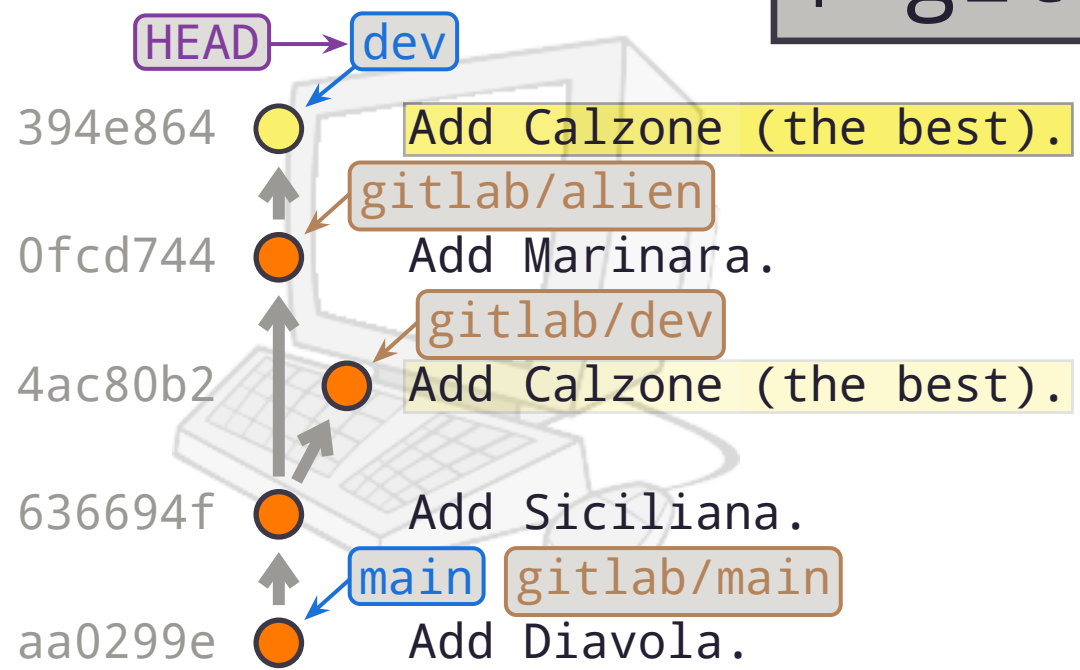 HEAD dev
394e864 Add Calzone (the best).
gitlab/alien
0fcd744 Add Marinara.
gitlab/dev
4ac80b2 Add Calzone (the best).
636694f Add Siciliana.
main gitlab/main
aa0299e Add Diavola.